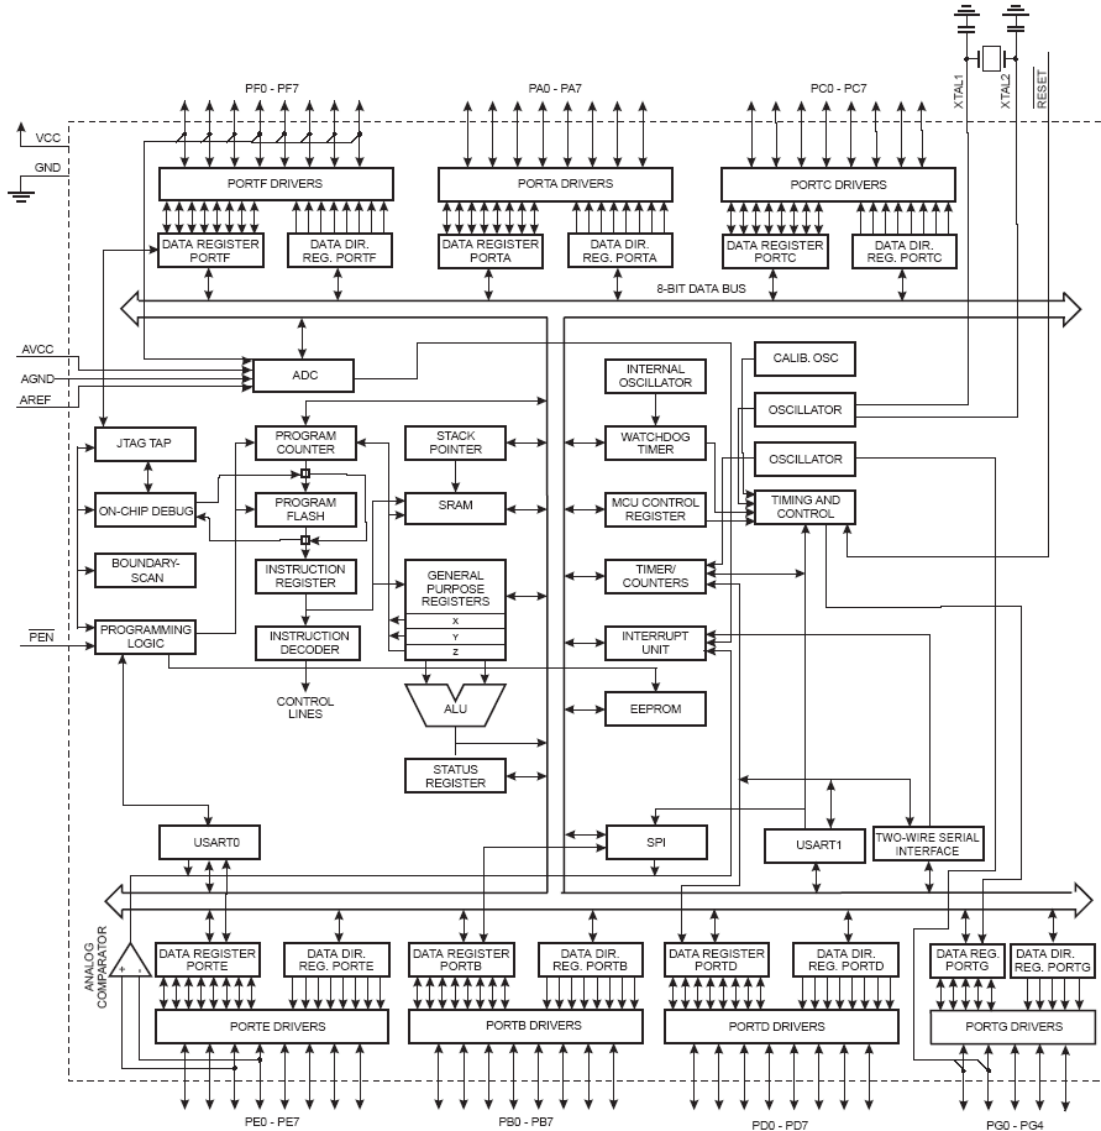 XTAL1
XTAL2
RESET
PF0 - PF7
PA0 - PA7
PC0 - PC7
VCC
GND
PORTF DRIVERS
PORTA DRIVERS
PORTC DRIVERS
DATA REGISTER
PORTF
DATA DIR.
REG. PORTF
DATA REGISTER
PORTA
DATA DIR.
REG. PORTA
DATA REGISTER
PORTC
DATA DIR.
REG. PORTC
8-BIT DATA BUS
AVCC
AGND
AREF
ADC
INTERNAL
OSCILLATOR
CALIB. OSC
OSCILLATOR
JTAG TAP
PROGRAM
COUNTER
STACK
POINTER
WATCHDOG
TIMER
OSCILLATOR
ON-CHIP DEBUG
PROGRAM
FLASH
SRAM
MCU CONTROL
REGISTER
TIMING AND
CONTROL
BOUNDARY-
SCAN
INSTRUCTION
REGISTER
GENERAL
PURPOSE
REGISTERS
X
Y
Z
TIMER/
COUNTERS
PEN
PROGRAMMING
LOGIC
INSTRUCTION
DECODER
INTERRUPT
UNIT
CONTROL
LINES
ALU
EEPROM
STATUS
REGISTER
USART0
SPI
USART1
TWO-WIRE SERIAL
INTERFACE
ANALOG
COMPARATOR
+
-
DATA REGISTER
PORTE
DATA DIR.
REG. PORTE
DATA REGISTER
PORTB
DATA DIR.
REG. PORTB
DATA REGISTER
PORTD
DATA DIR.
REG. PORTD
DATA REG.
PORTG
DATA DIR.
REG. PORTG
PORTE DRIVERS
PORTB DRIVERS
PORTD DRIVERS
PORTG DRIVERS
PE0 - PE7
PB0 - PB7
PD0 - PD7
PG0 - PG4